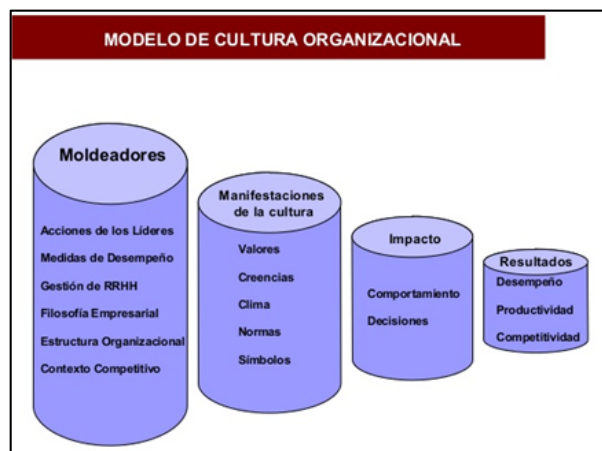 MODELO DE CULTURA ORGANIZACIONAL
Moldeadores
Acciones de los Líderes
Medidas de Desempeño
Gestión de RRHH
Filosofía Empresarial
Estructura Organizacional
Contexto Competitivo
Manifestaciones
de la cultura
Valores
Creencias
Clima
Normas
Símbolos
Impacto
Comportamiento
Decisiones
Resultados
Desempeño
Productividad
Competitividad